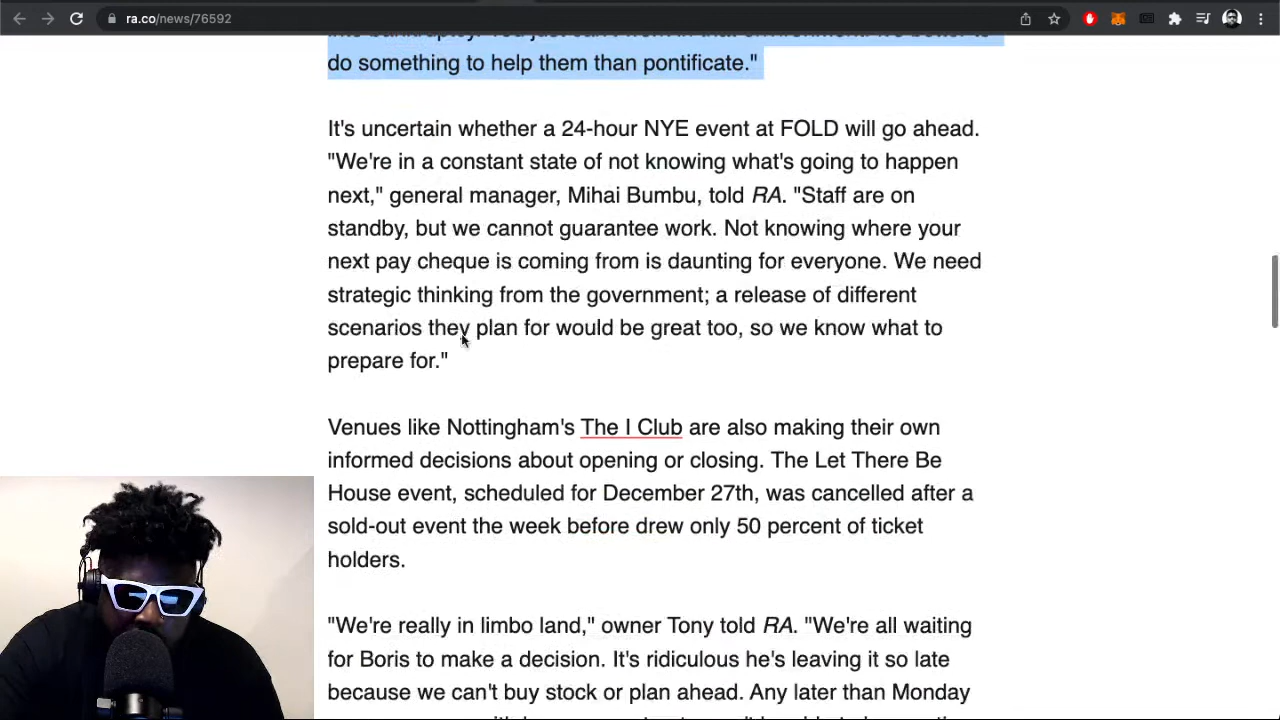 ra.co/news/76592
do something to help them than pontificate."
It's uncertain whether a 24-hour NYE event at FOLD will go ahead.
"We're in a constant state of not knowing what's going to happen
next," general manager, Mihai Bumbu, told RA. "Staff are on
standby, but we cannot guarantee work. Not knowing where your
next pay cheque is coming from is daunting for everyone. We need
strategic thinking from the government; a release of different
scenarios they plan for would be great too, so we know what to
prepare for."
Venues like Nottingham's The I Club are also making their own
informed decisions about opening or closing. The Let There Be
House event, scheduled for December 27th, was cancelled after a
sold-out event the week before drew only 50 percent of ticket
holders.
"We're really in limbo land," owner Tony told RA. "We're all waiting
for Boris to make a decision. It's ridiculous he's leaving it so late
because we can't buy stock or plan ahead. Any later than Monday